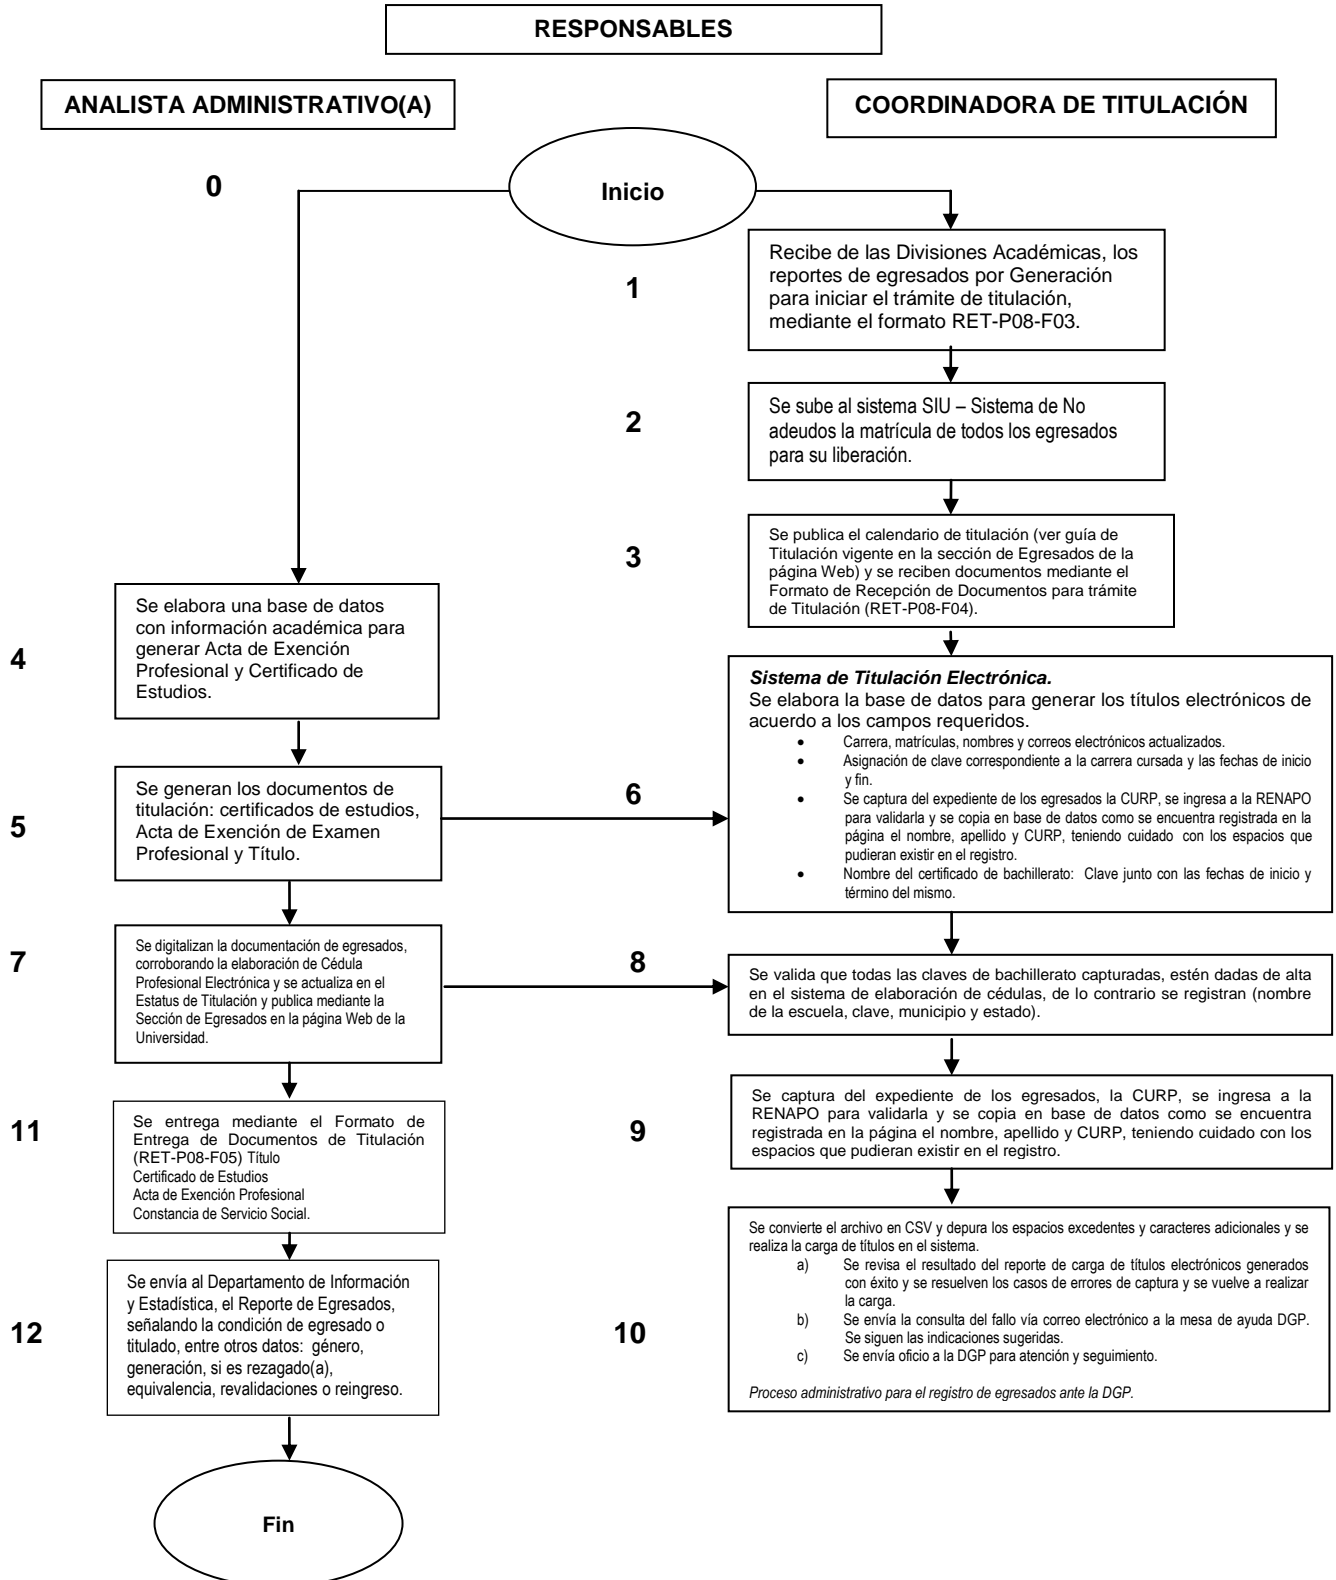 RESPONSABLES
ANALISTA ADMINISTRATIVO(A)
COORDINADORA DE TITULACIÓN
0
Inicio
1
Recibe de las Divisiones Académicas, los
reportes de egresados por Generación
para iniciar el trámite de titulación,
mediante el formato RET-P08-F03.
2
Se sube al sistema SIU – Sistema de No
adeudos la matrícula de todos los egresados
para su liberación.
3
Se publica el calendario de titulación (ver guía de
Titulación vigente en la sección de Egresados de la
página Web) y se reciben documentos mediante el
Formato de Recepción de Documentos para trámite
de Titulación (RET-P08-F04).
4
Se elabora una base de datos
con información académica para
generar Acta de Exención
Profesional y Certificado de
Estudios.
5
Se generan los documentos de
titulación: certificados de estudios,
Acta de Exención de Examen
Profesional y Título.
6
Sistema de Titulación Electrónica.
Se elabora la base de datos para generar los títulos electrónicos de
acuerdo a los campos requeridos.
• Carrera, matrículas, nombres y correos electrónicos actualizados.
• Asignación de clave correspondiente a la carrera cursada y las fechas de inicio
y fin.
• Se captura del expediente de los egresados la CURP, se ingresa a la RENAPO
para validarla y se copia en base de datos como se encuentra registrada en la
página el nombre, apellido y CURP, teniendo cuidado con los espacios que
pudieran existir en el registro.
• Nombre del certificado de bachillerato: Clave junto con las fechas de inicio y
término del mismo.
7
Se digitalizan la documentación de egresados,
corroborando la elaboración de Cédula
Profesional Electrónica y se actualiza en el
Estatus de Titulación y publica mediante la
Sección de Egresados en la página Web de la
Universidad.
8
Se valida que todas las claves de bachillerato capturadas, estén dadas de alta
en el sistema de elaboración de cédulas, de lo contrario se registran (nombre
de la escuela, clave, municipio y estado).
9
Se captura del expediente de los egresados, la CURP, se ingresa a la
RENAPO para validarla y se copia en base de datos como se encuentra
registrada en la página el nombre, apellido y CURP, teniendo cuidado con los
espacios que pudieran existir en el registro.
10
Se convierte el archivo en CSV y depura los espacios excedentes y caracteres adicionales y se
realiza la carga de títulos en el sistema.
a) Se revisa el resultado del reporte de carga de títulos electrónicos generados
con éxito y se resuelven los casos de errores de captura y se vuelve a realizar
la carga.
b) Se envía la consulta del fallo vía correo electrónico a la mesa de ayuda DGP.
Se siguen las indicaciones sugeridas.
c) Se envía oficio a la DGP para atención y seguimiento.
Proceso administrativo para el registro de egresados ante la DGP.
11
Se entrega mediante el Formato de
Entrega de Documentos de Titulación
(RET-P08-F05) Título
Certificado de Estudios
Acta de Exención Profesional
Constancia de Servicio Social.
12
Se envía al Departamento de Información
y Estadística, el Reporte de Egresados,
señalando la condición de egresado o
titulado, entre otros datos: género,
generación, si es rezagado(a),
equivalencia, revalidaciones o reingreso.
Fin